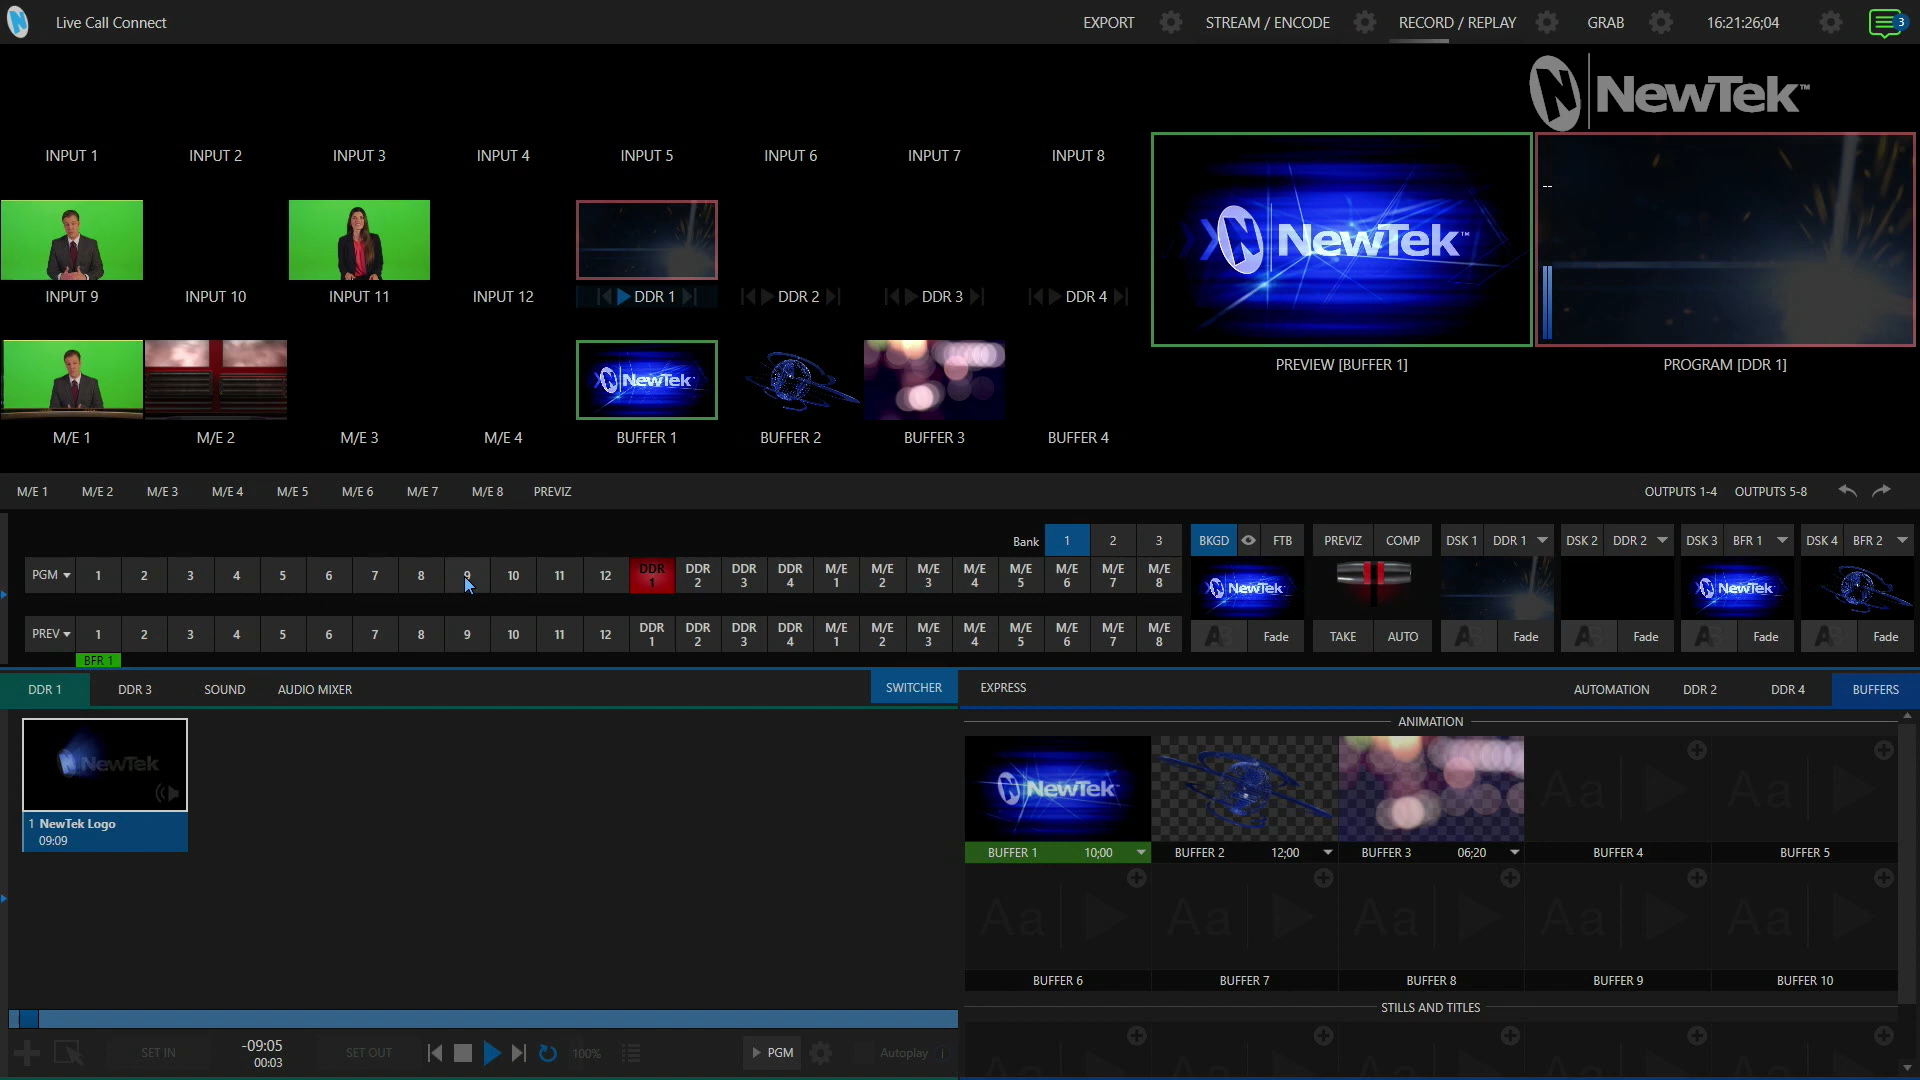 Live Call Connect
EXPORT STREAM / ENCODE RECORD / REPLAY GRAB 16:21:26;04 3
NewTek™
INPUT 1 INPUT 2 INPUT 3 INPUT 4 INPUT 5 INPUT 6 INPUT 7 INPUT 8
NewTek™
--
INPUT 9 INPUT 10 INPUT 11 INPUT 12 DDR 1 DDR 2 DDR 3 DDR 4
PREVIEW [BUFFER 1] PROGRAM [DDR 1]
NewTek
M/E 1 M/E 2 M/E 3 M/E 4 BUFFER 1 BUFFER 2 BUFFER 3 BUFFER 4
M/E 1 M/E 2 M/E 3 M/E 4 M/E 5 M/E 6 M/E 7 M/E 8 PREVIZ OUTPUTS 1-4 OUTPUTS 5-8
Bank 1 2 3 BKGD FTB PREVIZ COMP DSK 1 DDR 1 DSK 2 DDR 2 DSK 3 BFR 1 DSK 4 BFR 2
PGM 1 2 3 4 5 6 7 8 9 10 11 12 DDR 1 DDR 2 DDR 3 DDR 4 M/E 1 M/E 2 M/E 3 M/E 4 M/E 5 M/E 6 M/E 7 M/E 8
NewTek NewTek
PREV 1 2 3 4 5 6 7 8 9 10 11 12 DDR 1 DDR 2 DDR 3 DDR 4 M/E 1 M/E 2 M/E 3 M/E 4 M/E 5 M/E 6 M/E 7 M/E 8
Fade TAKE AUTO Fade Fade Fade Fade
BFR 1
DDR 1 DDR 3 SOUND AUDIO MIXER SWITCHER EXPRESS AUTOMATION DDR 2 DDR 4 BUFFERS
ANIMATION
NewTek
NewTek
Aa Aa
1 NewTek Logo
09:09
BUFFER 1 10;00 BUFFER 2 12;00 BUFFER 3 06;20 BUFFER 4 BUFFER 5
Aa Aa Aa Aa Aa
BUFFER 6 BUFFER 7 BUFFER 8 BUFFER 9 BUFFER 10
STILLS AND TITLES
Aa Aa Aa Aa Aa
SET IN -09:05 SET OUT 100% PGM Autoplay
00:03